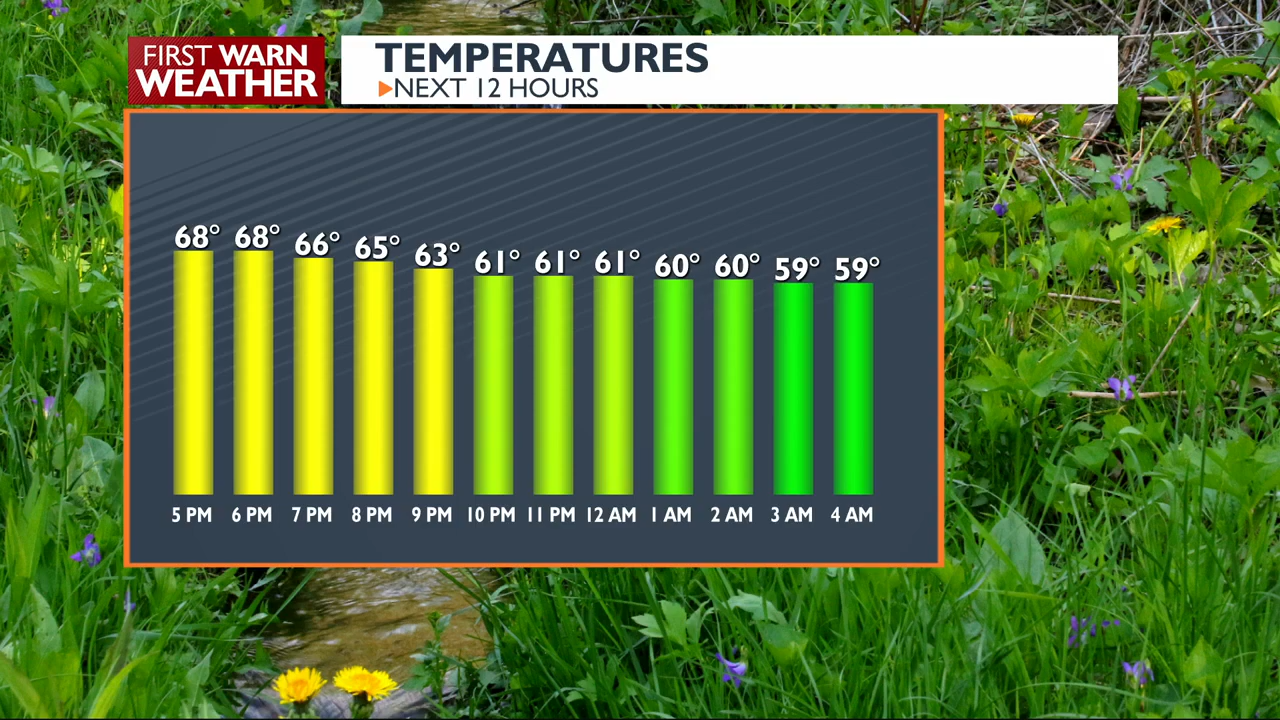 FIRST WARN
WEATHER
TEMPERATURES
NEXT 12 HOURS
68° 68° 66° 65° 63° 61° 61° 61° 60° 60° 59° 59°
5 PM 6 PM 7 PM 8 PM 9 PM 10 PM 11 PM 12 AM 1 AM 2 AM 3 AM 4 AM